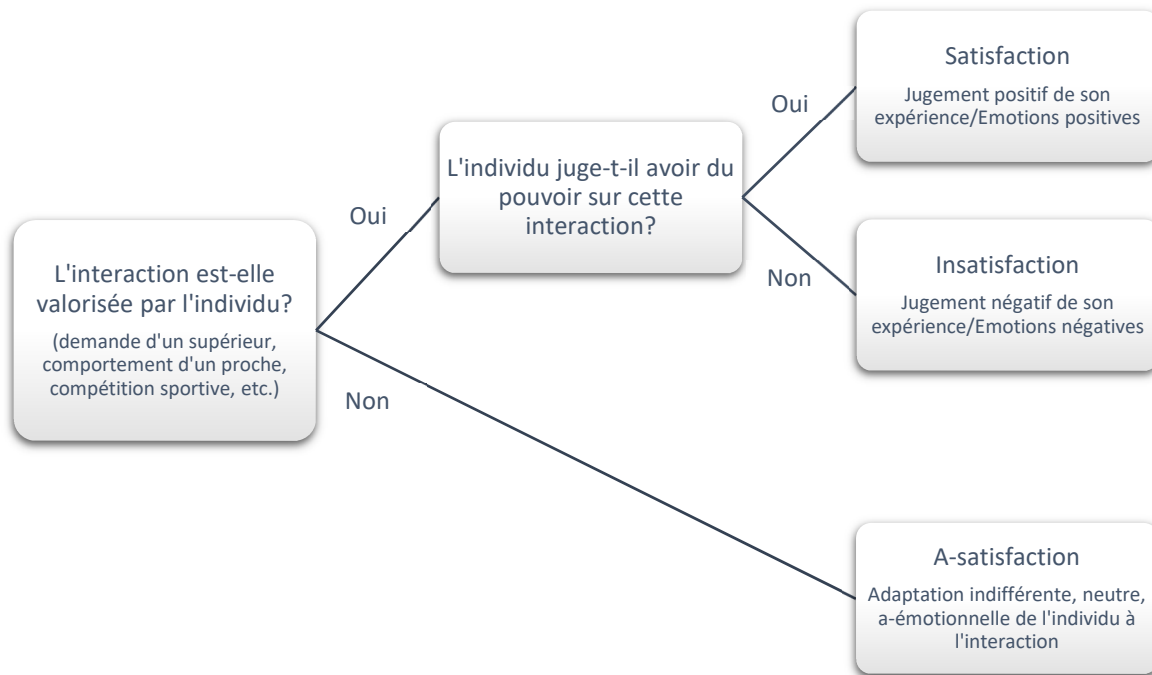 L'interaction est-elle
valorisée par l'individu?
(demande d'un supérieur,
comportement d'un proche,
compétition sportive, etc.)
Oui
Non
L'individu juge-t-il avoir du
pouvoir sur cette
interaction?
Oui
Non
Satisfaction
Jugement positif de son
expérience/Emotions positives
Insatisfaction
Jugement négatif de son
expérience/Emotions négatives
A-satisfaction
Adaptation indifférente, neutre,
a-émotionnelle de l'individu à
l'interaction